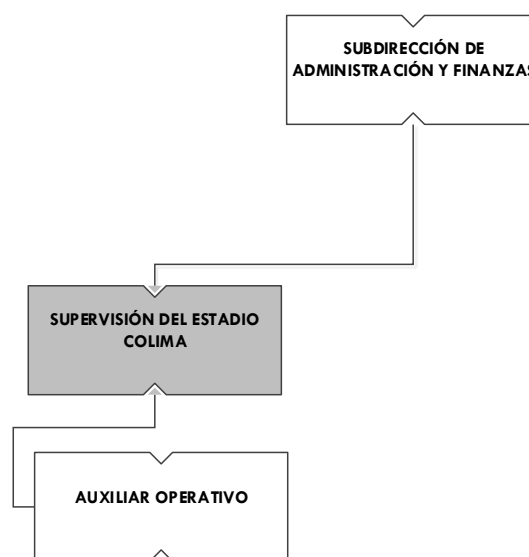 SUBDIRECCIÓN DE
ADMINISTRACIÓN Y FINANZAS
SUPERVISIÓN DEL ESTADIO
COLIMA
AUXILIAR OPERATIVO